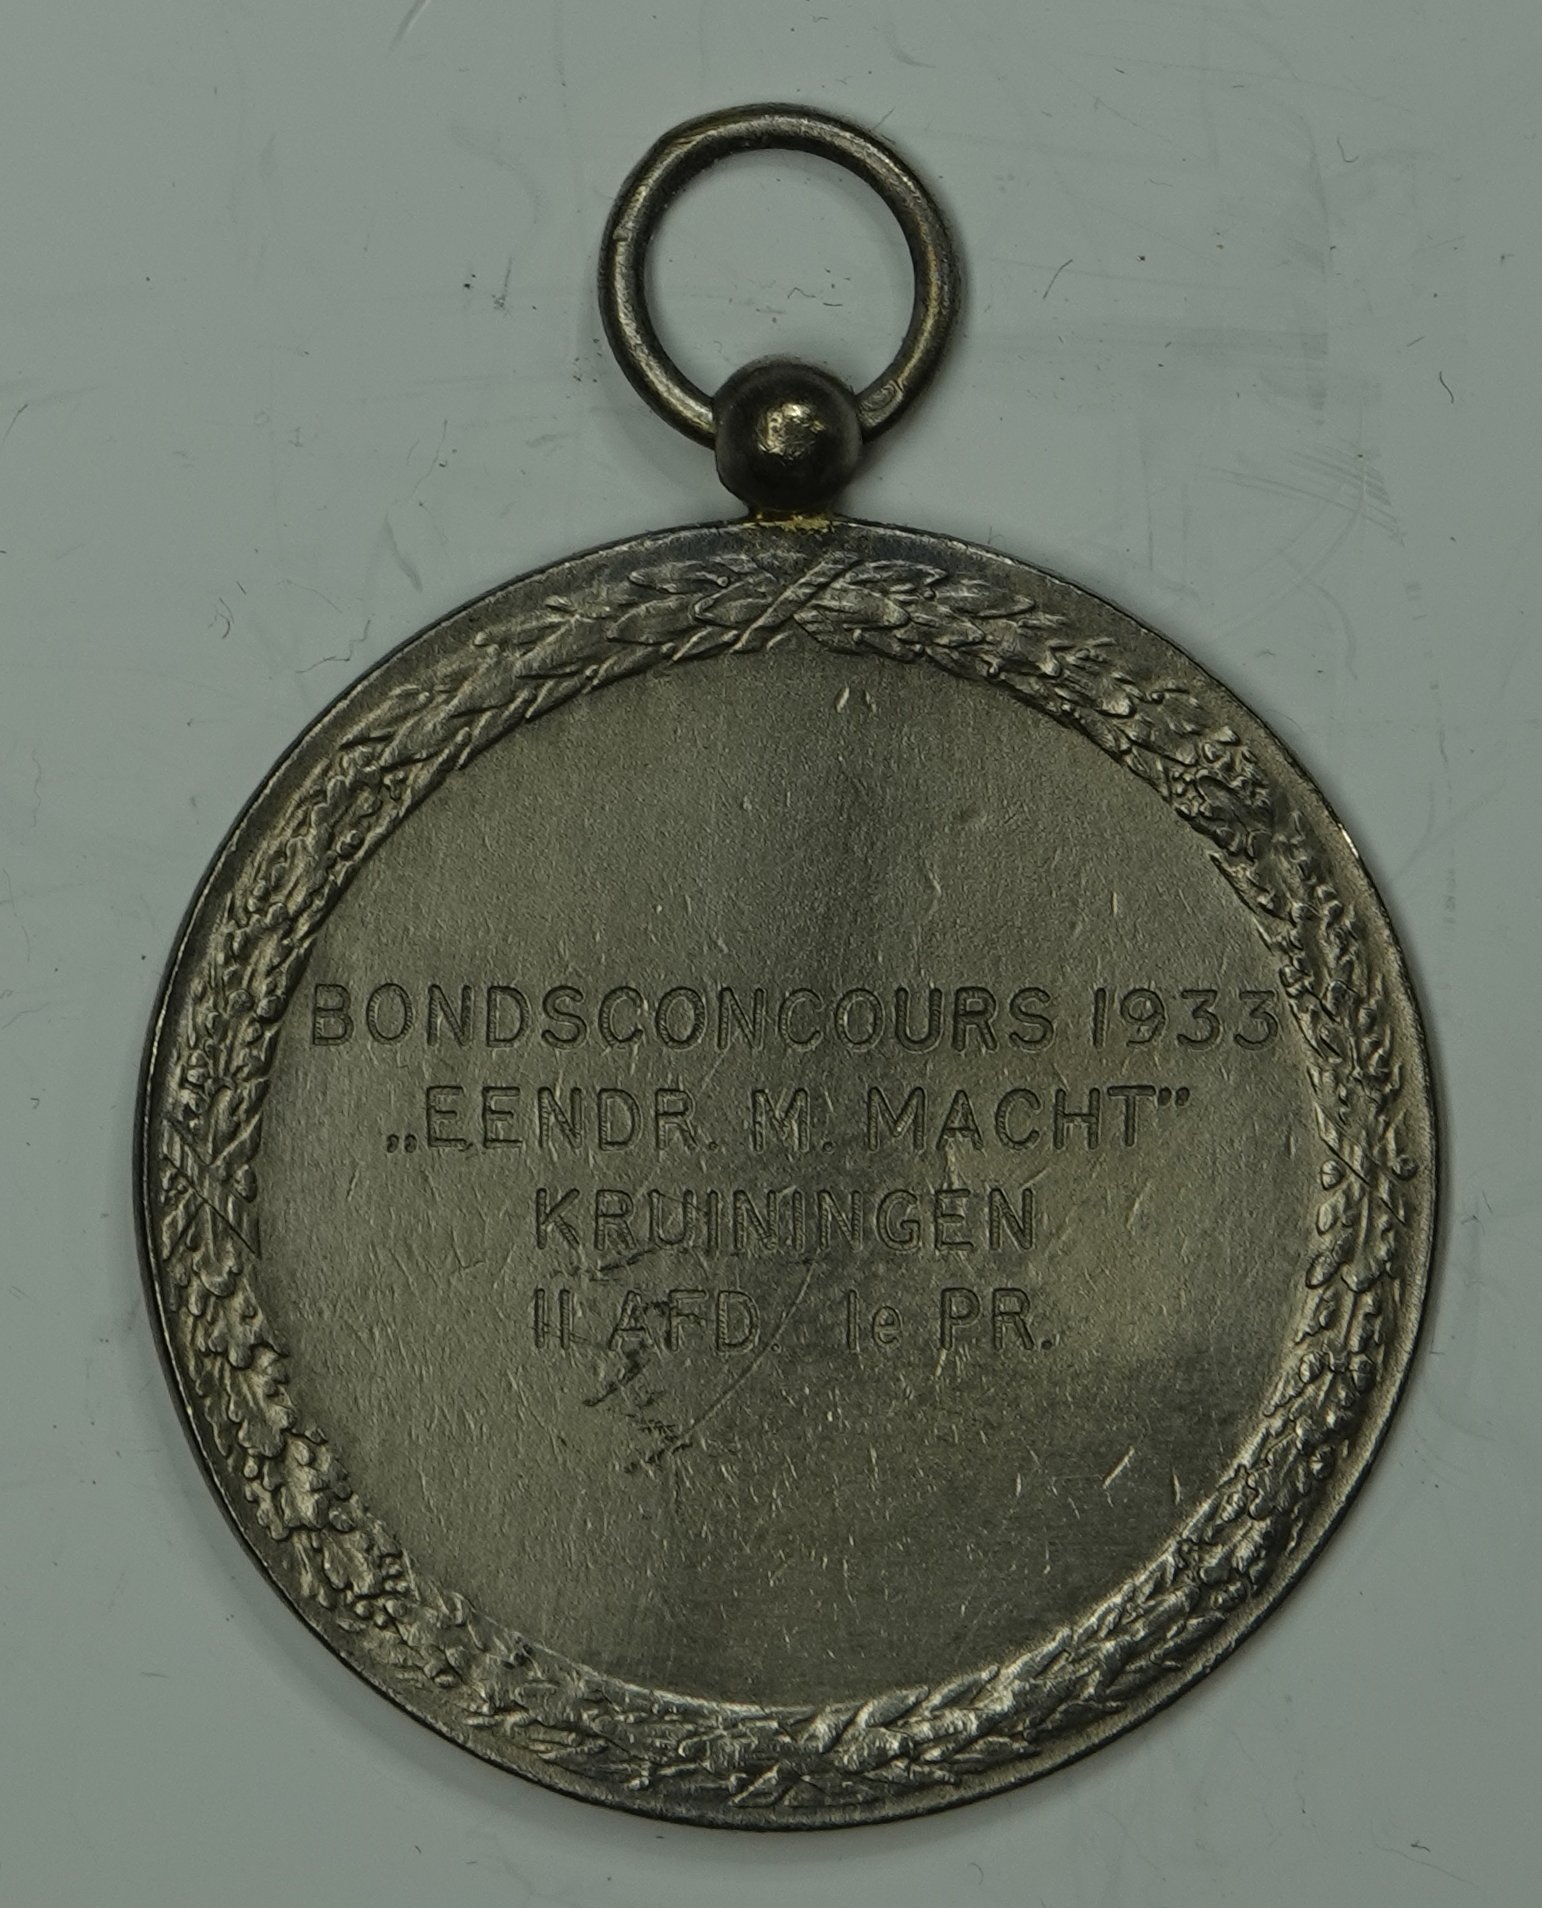 BONDSCONCOURS 1933
„EENDR. M. MACHT”
KRUININGEN
II AFD. 1e PR.